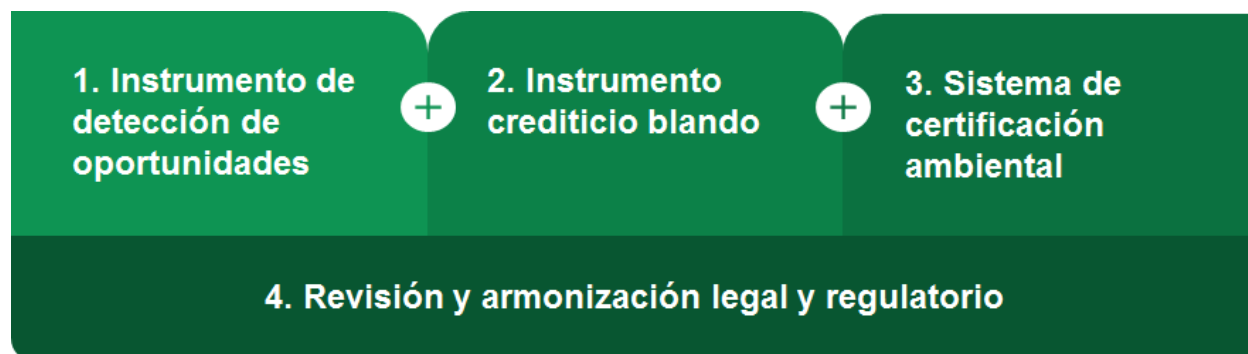 1. Instrumento de
detección de
oportunidades
+
2. Instrumento
crediticio blando
+
3. Sistema de
certificación
ambiental
4. Revisión y armonización legal y regulatorio